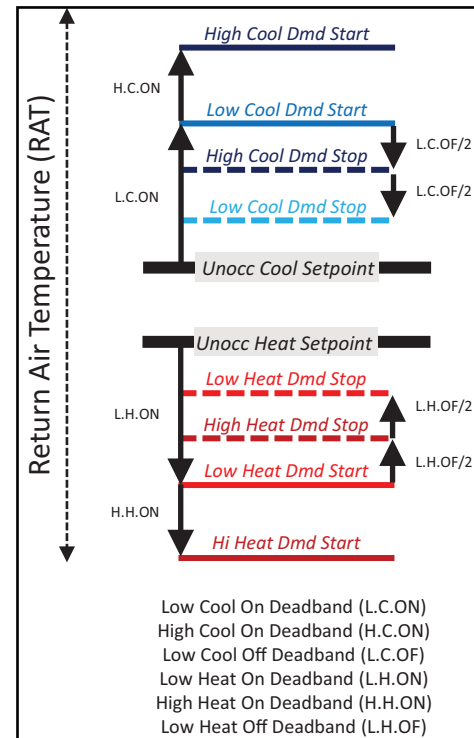 High Cool Dmd Start
H.C.ON
Low Cool Dmd Start
L.C.OF/2
High Cool Dmd Stop
L.C.ON
L.C.OF/2
Low Cool Dmd Stop
Unocc Cool Setpoint
Return Air Temperature (RAT)
Unocc Heat Setpoint
Low Heat Dmd Stop
L.H.ON
L.H.OF/2
High Heat Dmd Stop
L.H.OF/2
Low Heat Dmd Start
H.H.ON
Hi Heat Dmd Start
Low Cool On Deadband (L.C.ON)
High Cool On Deadband (H.C.ON)
Low Cool Off Deadband (L.C.OF)
Low Heat On Deadband (L.H.ON)
High Heat On Deadband (H.H.ON)
Low Heat Off Deadband (L.H.OF)